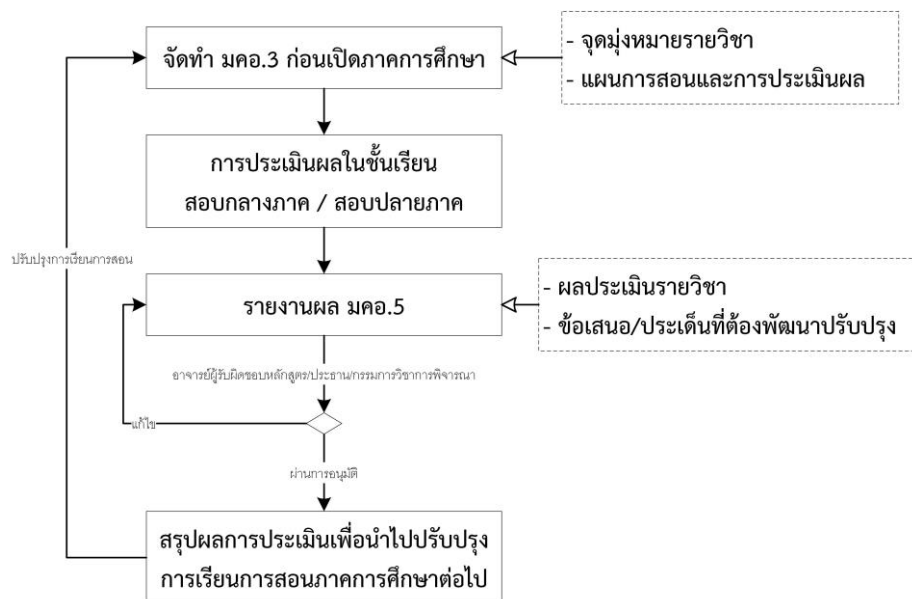 จัดทำ มคอ.3 ก่อนเปิดภาคการศึกษา
- จุดมุ่งหมายรายวิชา
- แผนการสอนและการประเมินผล
การประเมินผลในชั้นเรียน
สอบกลางภาค / สอบปลายภาค
ปรับปรุงการเรียนการสอน
รายงานผล มคอ.5
- ผลประเมินรายวิชา
- ข้อเสนอ/ประเด็นที่ต้องพัฒนาปรับปรุง
อาจารย์ผู้รับผิดชอบหลักสูตร/ประธาน/กรรมการวิชาการพิจารณา
แก้ไข
ผ่านการอนุมัติ
สรุปผลการประเมินเพื่อนำไปปรับปรุง
การเรียนการสอนภาคการศึกษาต่อไป